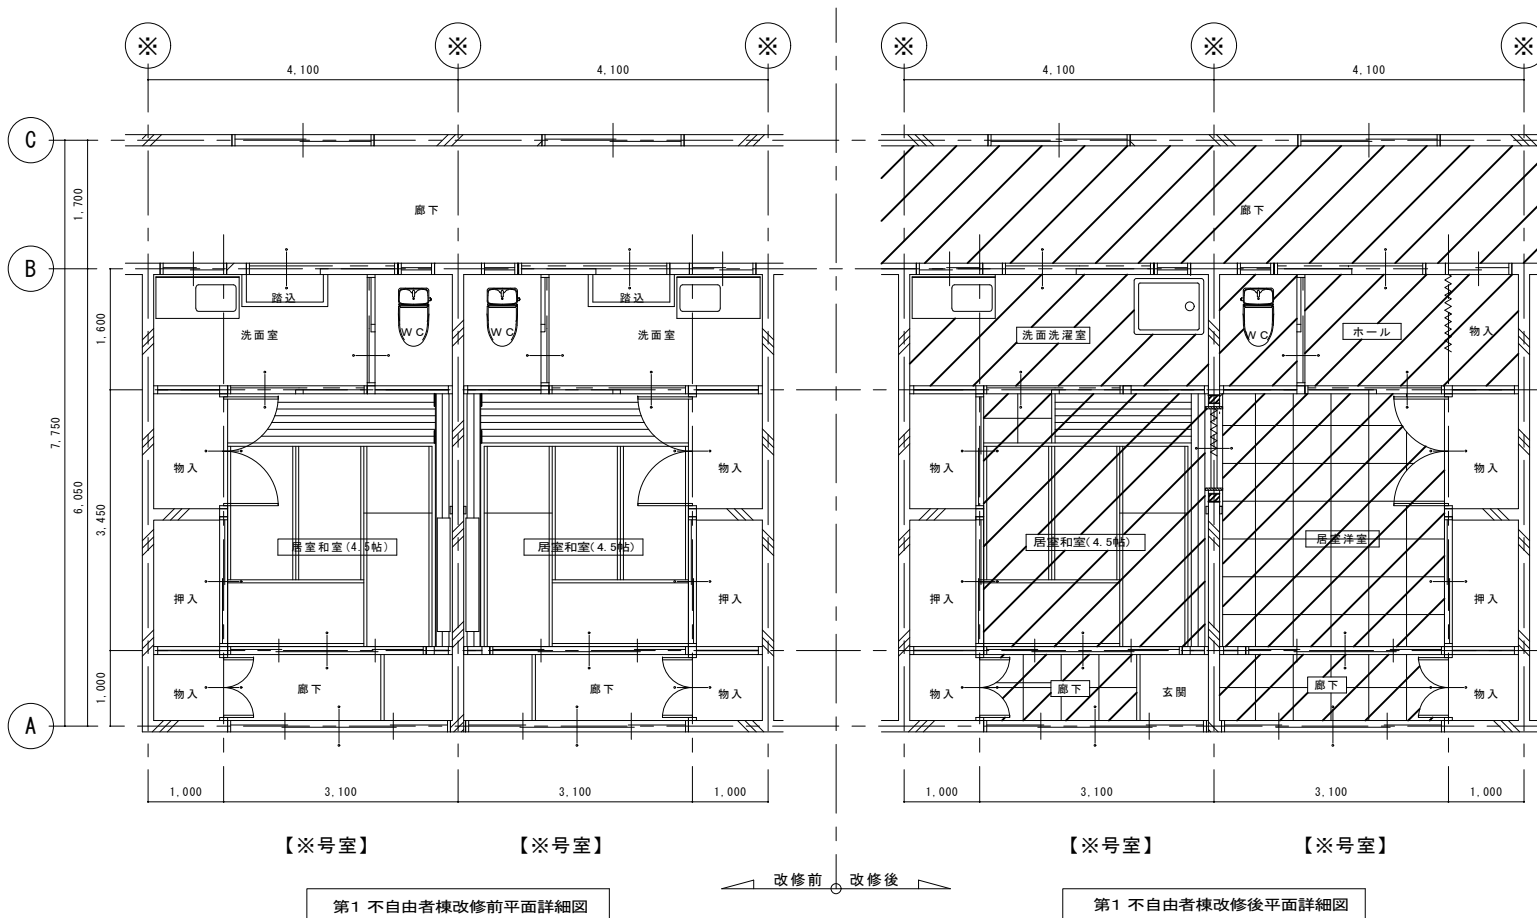 ※ ※ ※ ※ ※ ※
4,100 4,100 4,100 4,100
C
1,700
廊下 廊下
B
踏込 踏込
WC WC WC
洗面室 洗面室 洗面洗濯室 ホール 物入
1,600
7,750
6,050
3,450
物入 物入 物入 物入
居室和室(4.5帖) 居室和室(4.5帖) 居室和室(4.5帖) 居室洋室
押入 押入 押入 押入
1,000
物入 廊下 廊下 物入 物入 廊下 玄関 廊下 物入
A
1,000 3,100 3,100 1,000 1,000 3,100 3,100 1,000
【※号室】 【※号室】 【※号室】 【※号室】
改修前 改修後
第1 不自由者棟改修前平面詳細図 第1 不自由者棟改修後平面詳細図